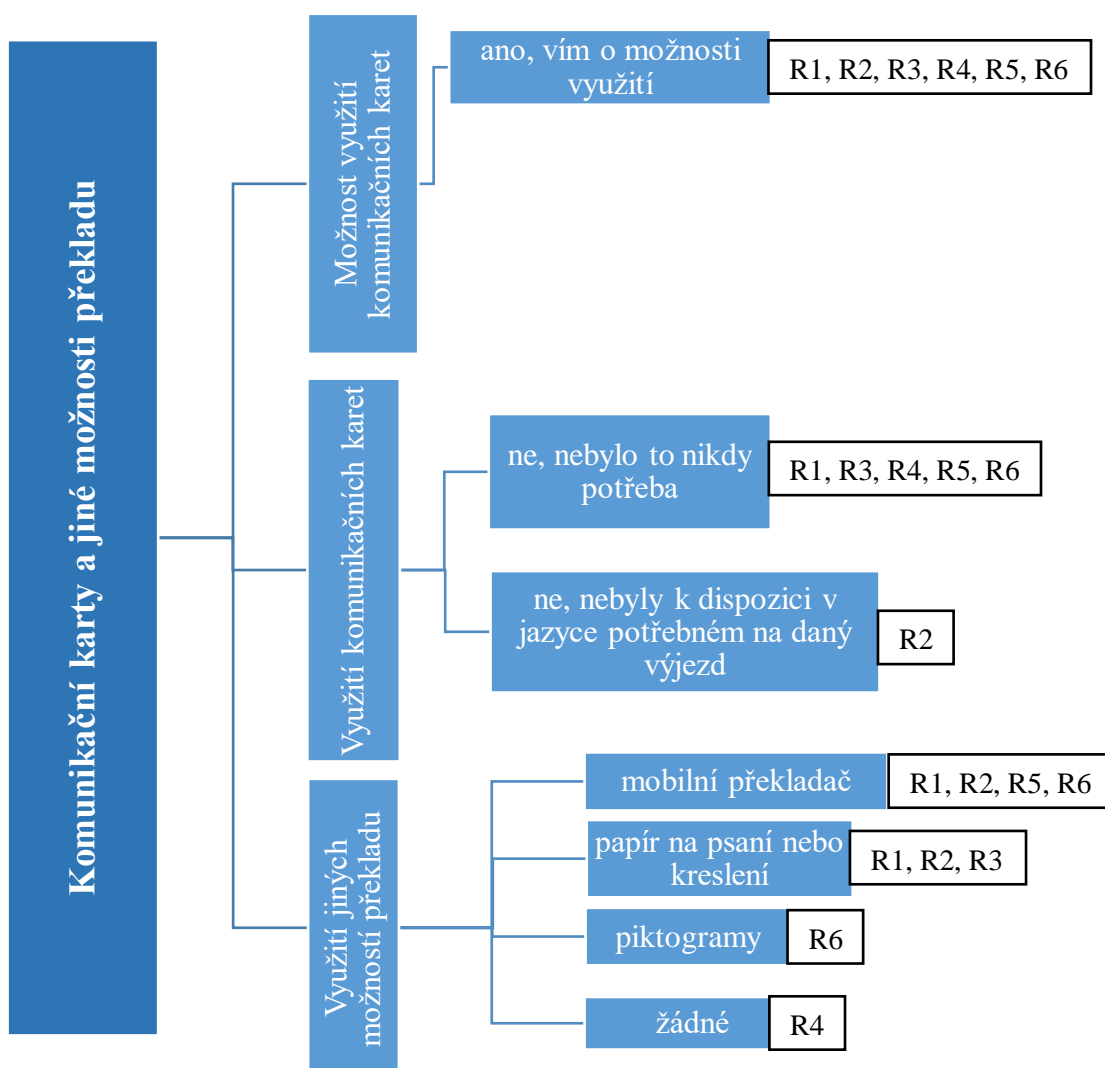 Komunikační karty a jiné možnosti překladu
Možnost využití
komunikačních karet
ano, vím o možnosti
využití
R1, R2, R3, R4, R5, R6
Využití komunikačních karet
ne, nebylo to nikdy
potřeba
R1, R3, R4, R5, R6
ne, nebyly k dispozici v
jazyce potřebném na daný
výjezd
R2
Využití jiných
možností překladu
mobilní překladač
R1, R2, R5, R6
papír na psaní nebo
kreslení
R1, R2, R3
piktogramy
R6
žádné
R4